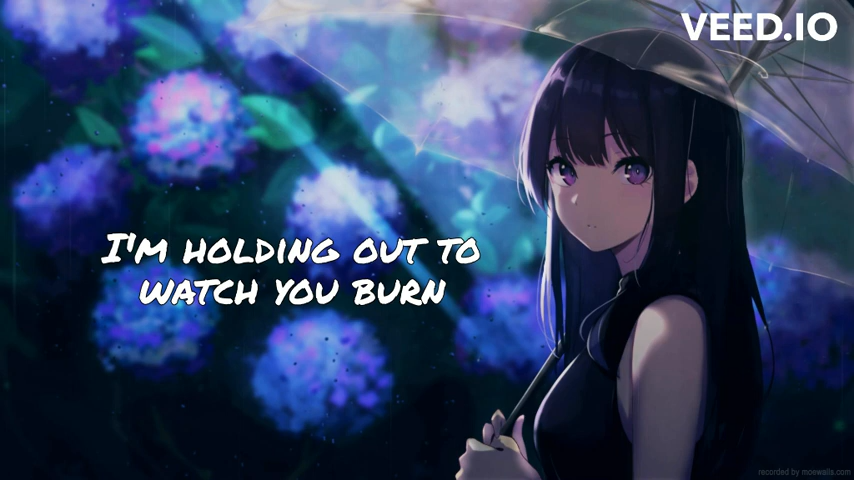 VEED.IO
I'm holding out to
watch you burn
recorded by moewalls.com